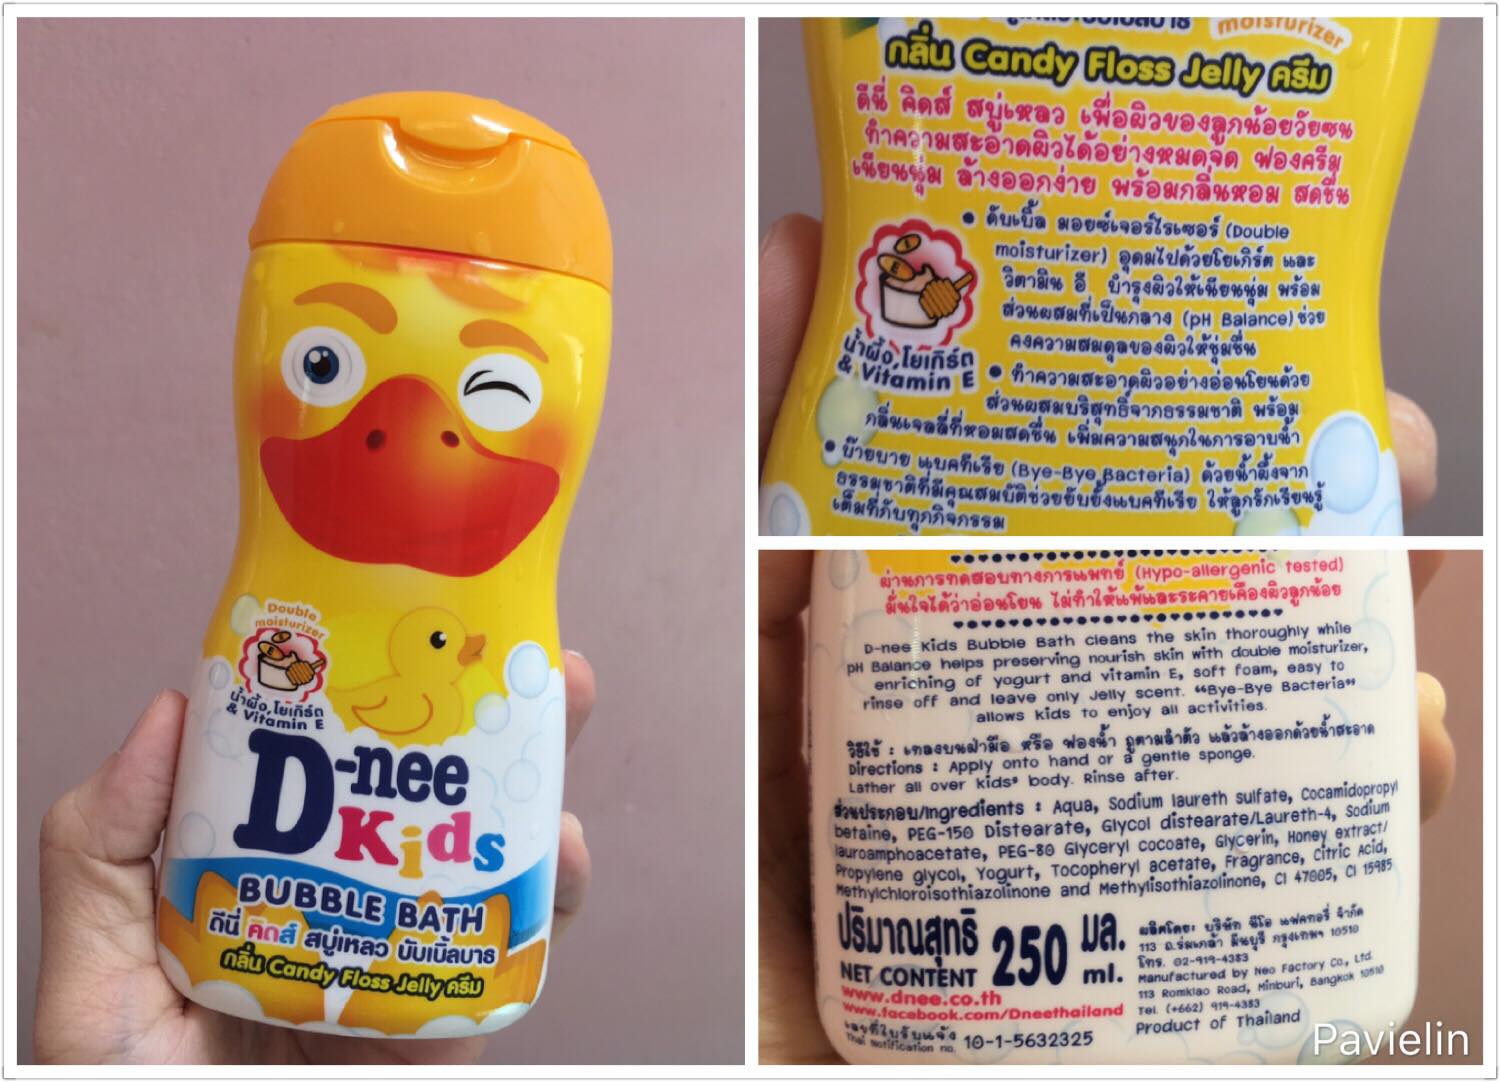 Double
moisturizer
น้ำผึ้ง,โยเกิร์ต
& Vitamin E
D-nee
Kids
BUBBLE BATH
ดีนี่ คิดส์ สบู่เหลว บับเบิ้ลบาธ
กลิ่น Candy Floss Jelly ครีม
moisturizer
กลิ่น Candy Floss Jelly ครีม
ดีนี่ คิดส์ สบู่เหลว เพื่อผิวของลูกน้อยวัยซน
ทำความสะอาดผิวได้อย่างหมดจด ฟองครีม
เนียนนุ่ม ล้างออกง่าย พร้อมกลิ่นหอม สดชื่น
• ดับเบิ้ล มอยซ์เจอร์ไรเซอร์ (Double
moisturizer) อุดมไปด้วยโยเกิร์ต และ
วิตามิน อี บำรุงผิวให้เนียนนุ่ม พร้อม
ส่วนผสมที่เป็นกลาง (pH Balance) ช่วย
คงความสมดุลของผิวให้ชุ่มชื่น
น้ำผึ้ง,โยเกิร์ต
& Vitamin E
• ทำความสะอาดผิวอย่างอ่อนโยนด้วย
ส่วนผสมบริสุทธิ์จากธรรมชาติ พร้อม
กลิ่นเจลลี่ที่หอมสดชื่น เพิ่มความสนุกในการอาบน้ำ
• บ๊ายบาย แบคทีเรีย (Bye-Bye Bacteria) ด้วยน้ำผึ้งจาก
ธรรมชาติที่มีคุณสมบัติช่วยยับยั้งแบคทีเรีย ให้ลูกรักเรียนรู้
เต็มที่กับทุกกิจกรรม
ผ่านการทดสอบทางการแพทย์ (Hypo-allergenic tested)
มั่นใจได้ว่าอ่อนโยน ไม่ทำให้แพ้และระคายเคืองผิวลูกน้อย
D-nee Kids Bubble Bath cleans the skin thoroughly while
pH Balance helps preserving nourish skin with double moisturizer,
enriching of yogurt and vitamin E, soft foam, easy to
rinse off and leave only Jelly scent. “Bye-Bye Bacteria”
allows kids to enjoy all activities.
วิธีใช้ : เทลงบนฝ่ามือ หรือ ฟองน้ำ ถูตามลำตัว แล้วล้างออกด้วยน้ำสะอาด
Directions : Apply onto hand or a gentle sponge.
Lather all over kids' body. Rinse after.
ส่วนประกอบ/Ingredients : Aqua, Sodium laureth sulfate, Cocamidopropyl
betaine, PEG-150 Distearate, Glycol distearate/Laureth-4, Sodium
lauroamphoacetate, PEG-80 Glyceryl cocoate, Glycerin, Honey extract/
Propylene glycol, Yogurt, Tocopheryl acetate, Fragrance, Citric Acid,
Methylchloroisothiazolinone and Methylisothiazolinone, CI 47005, CI 15985
ปริมาณสุทธิ 250 มล.
NET CONTENT ml.
www.dnee.co.th
www.facebook.com/Dneethailand
เลขที่ใบรับแจ้ง
Thai Notification no. 10-1-5632325
ผลิตโดย: บริษัท นีโอ แฟคทอรี่ จำกัด
113 ถ.ร่มเกล้า มีนบุรี กรุงเทพฯ 10510
โทร. 02-919-4383
Manufactured by Neo Factory Co., Ltd.
113 Romklao Road, Minburi, Bangkok 10510
Tel. (+662) 919-4383
Product of Thailand
Pavielin